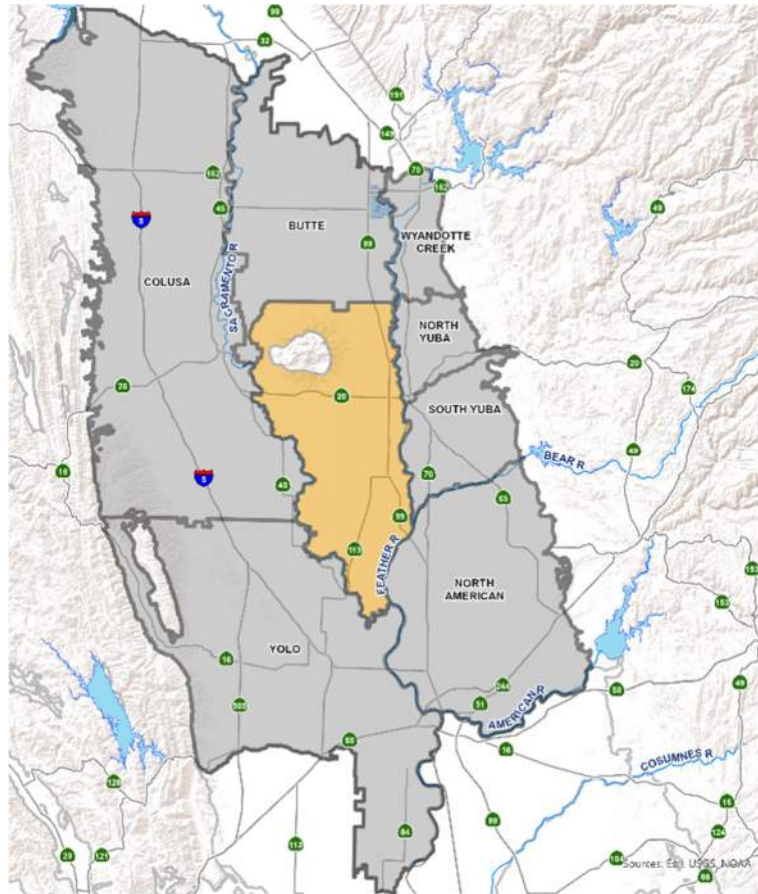 99
32
191
149
70
162
162
45
49
BUTTE
WYANDOTTE
CREEK
5
99
SACRAMENTO R
COLUSA
NORTH
YUBA
20
20
20
174
SOUTH YUBA
49
BEAR R
16
5
45
70
65
99
113
FEATHER R
153
NORTH
AMERICAN
153
YOLO
16
244
49
505
51
AMERICAN R
50
80
16
COSUMNES R
128
84
99
16
113
124
29
121
104
Sources: Esri, USGS, NOAA
88